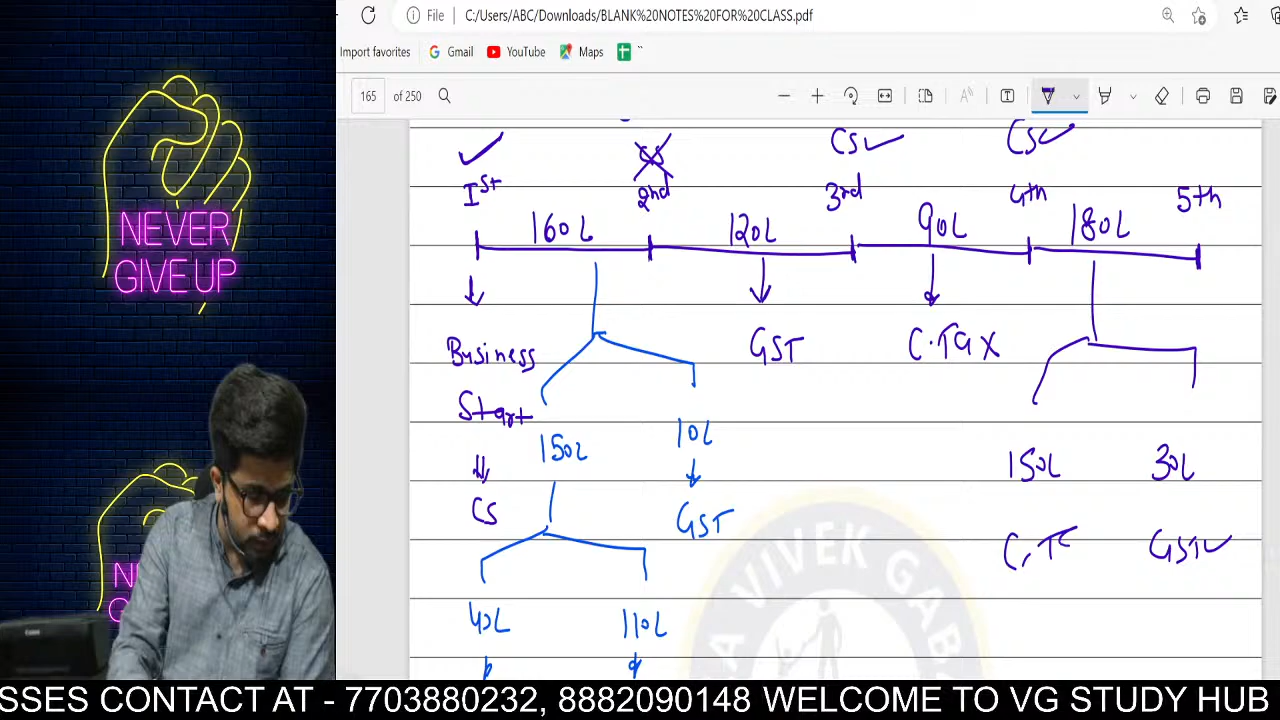 File C:/Users/ABC/Downloads/BLANK%20NOTES%20FOR%20CLASS.pdf
Import favorites Gmail YouTube Maps
165 of 250
CS CS
Ist 2nd 3rd 4th 5th
160L 120L 90L 180L
Business GST C.Tax
Start
150L 10L 150L 30L
CS GST C.T GST
40L 110L
NEVER
GIVE UP
SSES CONTACT AT - 7703880232, 8882090148 WELCOME TO VG STUDY HUB